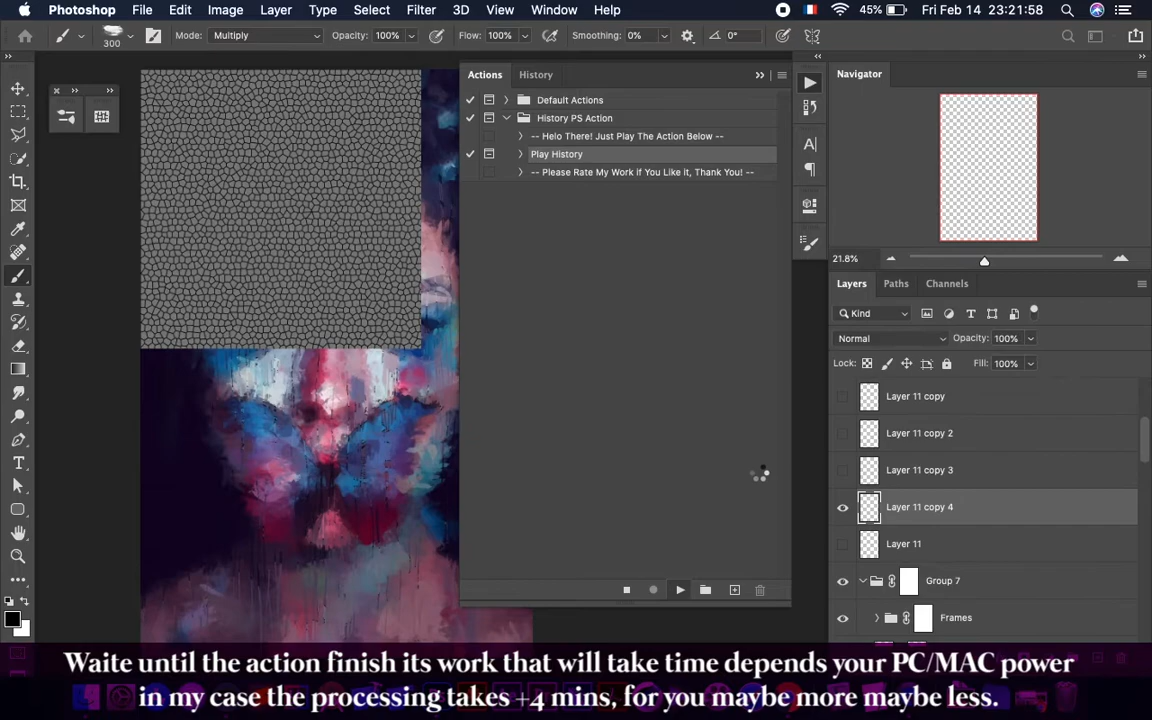 Photoshop File Edit Image Layer Type Select Filter 3D View Window Help 45% Fri Feb 14 23:21:58
300 Mode: Multiply Opacity: 100% Flow: 100% Smoothing: 0% 0°
Actions History
Default Actions
History PS Action
-- Helo There! Just Play The Action Below --
Play History
-- Please Rate My Work if You Like it, Thank You! --
Navigator
21.8%
Layers Paths Channels
Kind
Normal Opacity: 100%
Lock: Fill: 100%
Layer 11 copy
Layer 11 copy 2
Layer 11 copy 3
Layer 11 copy 4
Layer 11
Group 7
Frames
Waite until the action finish its work that will take time depends your PC/MAC power
in my case the processing takes +4 mins, for you maybe more maybe less.